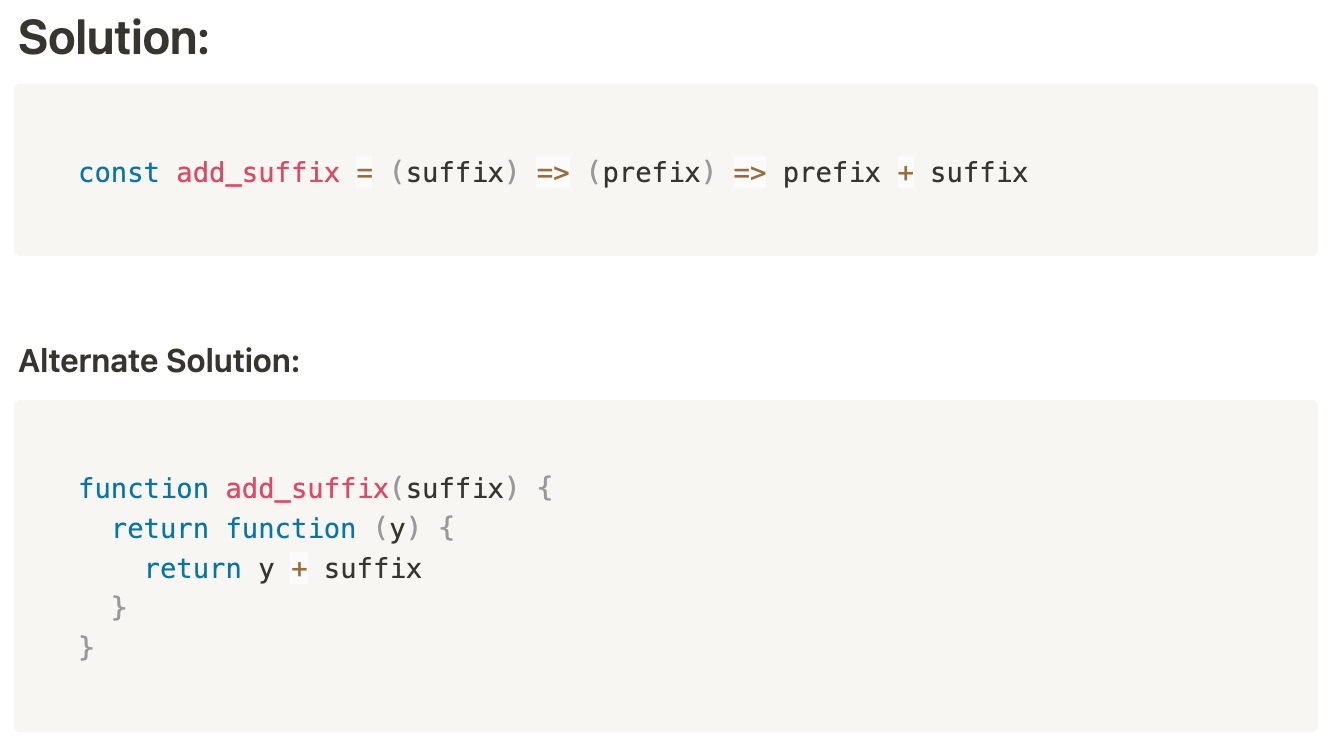 Solution:
const add_suffix = (suffix) => (prefix) => prefix + suffix
Alternate Solution:
function add_suffix(suffix) {
  return function (y) {
    return y + suffix
  }
}